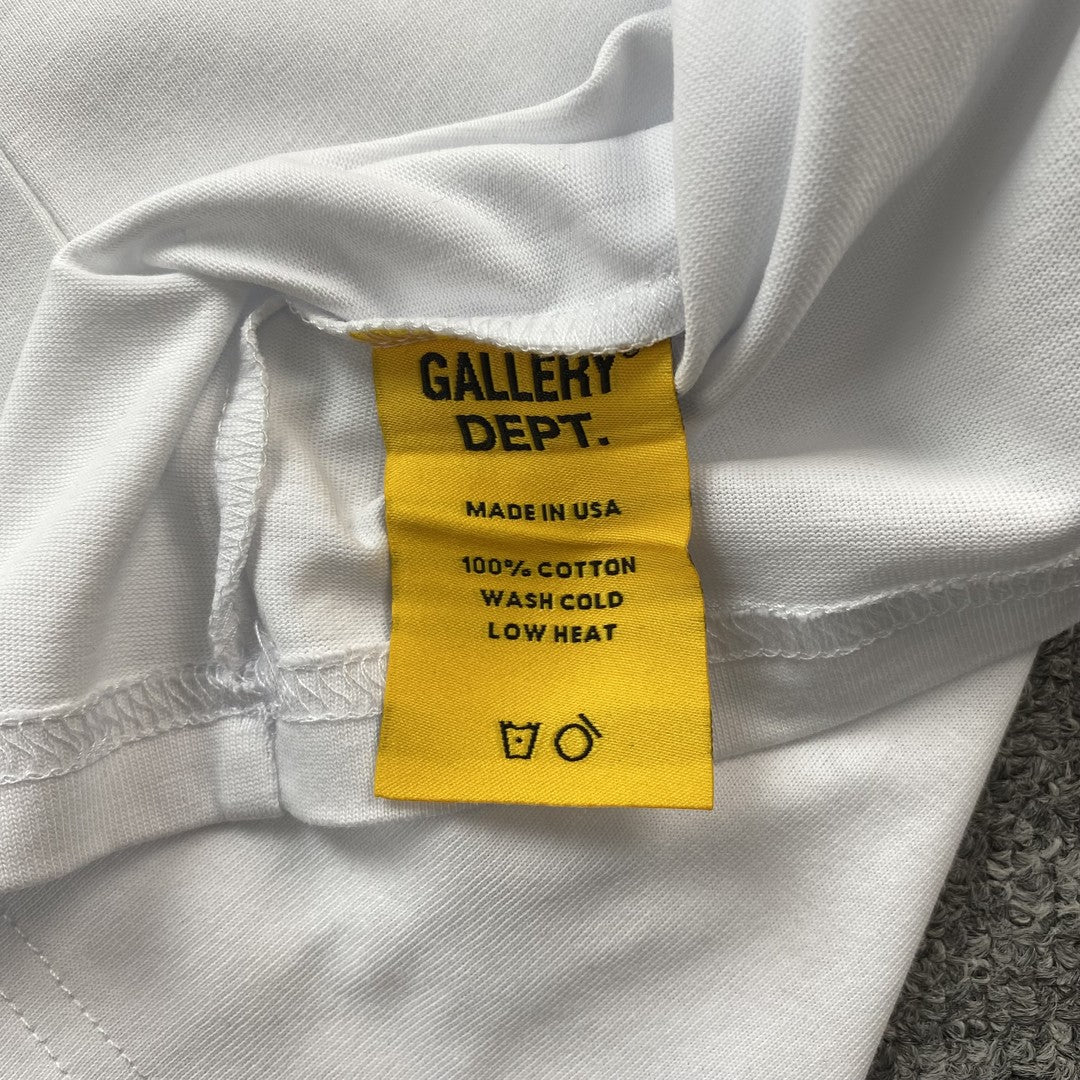 GALLERY
DEPT.
MADE IN USA
100% COTTON
WASH COLD
LOW HEAT